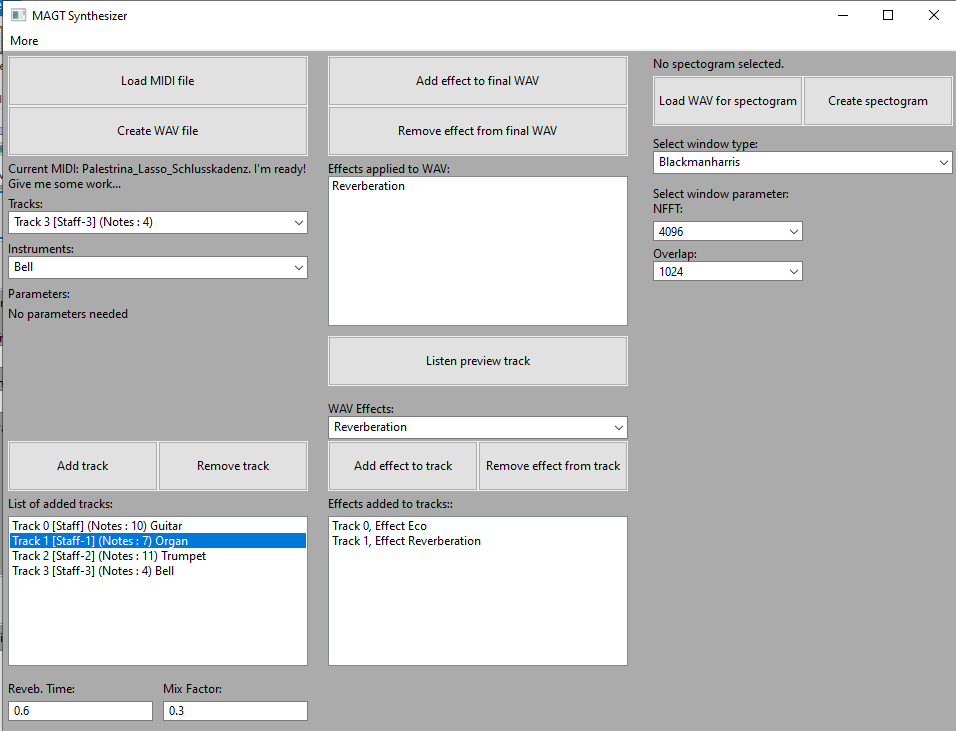 MAGT Synthesizer
More
Load MIDI file
Create WAV file
Current MIDI: Palestrina_Lasso_Schlusskadenz. I'm ready!
Give me some work...
Tracks:
Track 3 [Staff-3] (Notes : 4)
Instruments:
Bell
Parameters:
No parameters needed
Add track
Remove track
List of added tracks:
Track 0 [Staff] (Notes : 10) Guitar
Track 1 [Staff-1] (Notes : 7) Organ
Track 2 [Staff-2] (Notes : 11) Trumpet
Track 3 [Staff-3] (Notes : 4) Bell
Reveb. Time:
0.6
Mix Factor:
0.3
Add effect to final WAV
Remove effect from final WAV
Effects applied to WAV:
Reverberation
Listen preview track
WAV Effects:
Reverberation
Add effect to track
Remove effect from track
Effects added to tracks::
Track 0, Effect Eco
Track 1, Effect Reverberation
No spectogram selected.
Load WAV for spectogram
Create spectogram
Select window type:
Blackmanharris
Select window parameter:
NFFT:
4096
Overlap:
1024